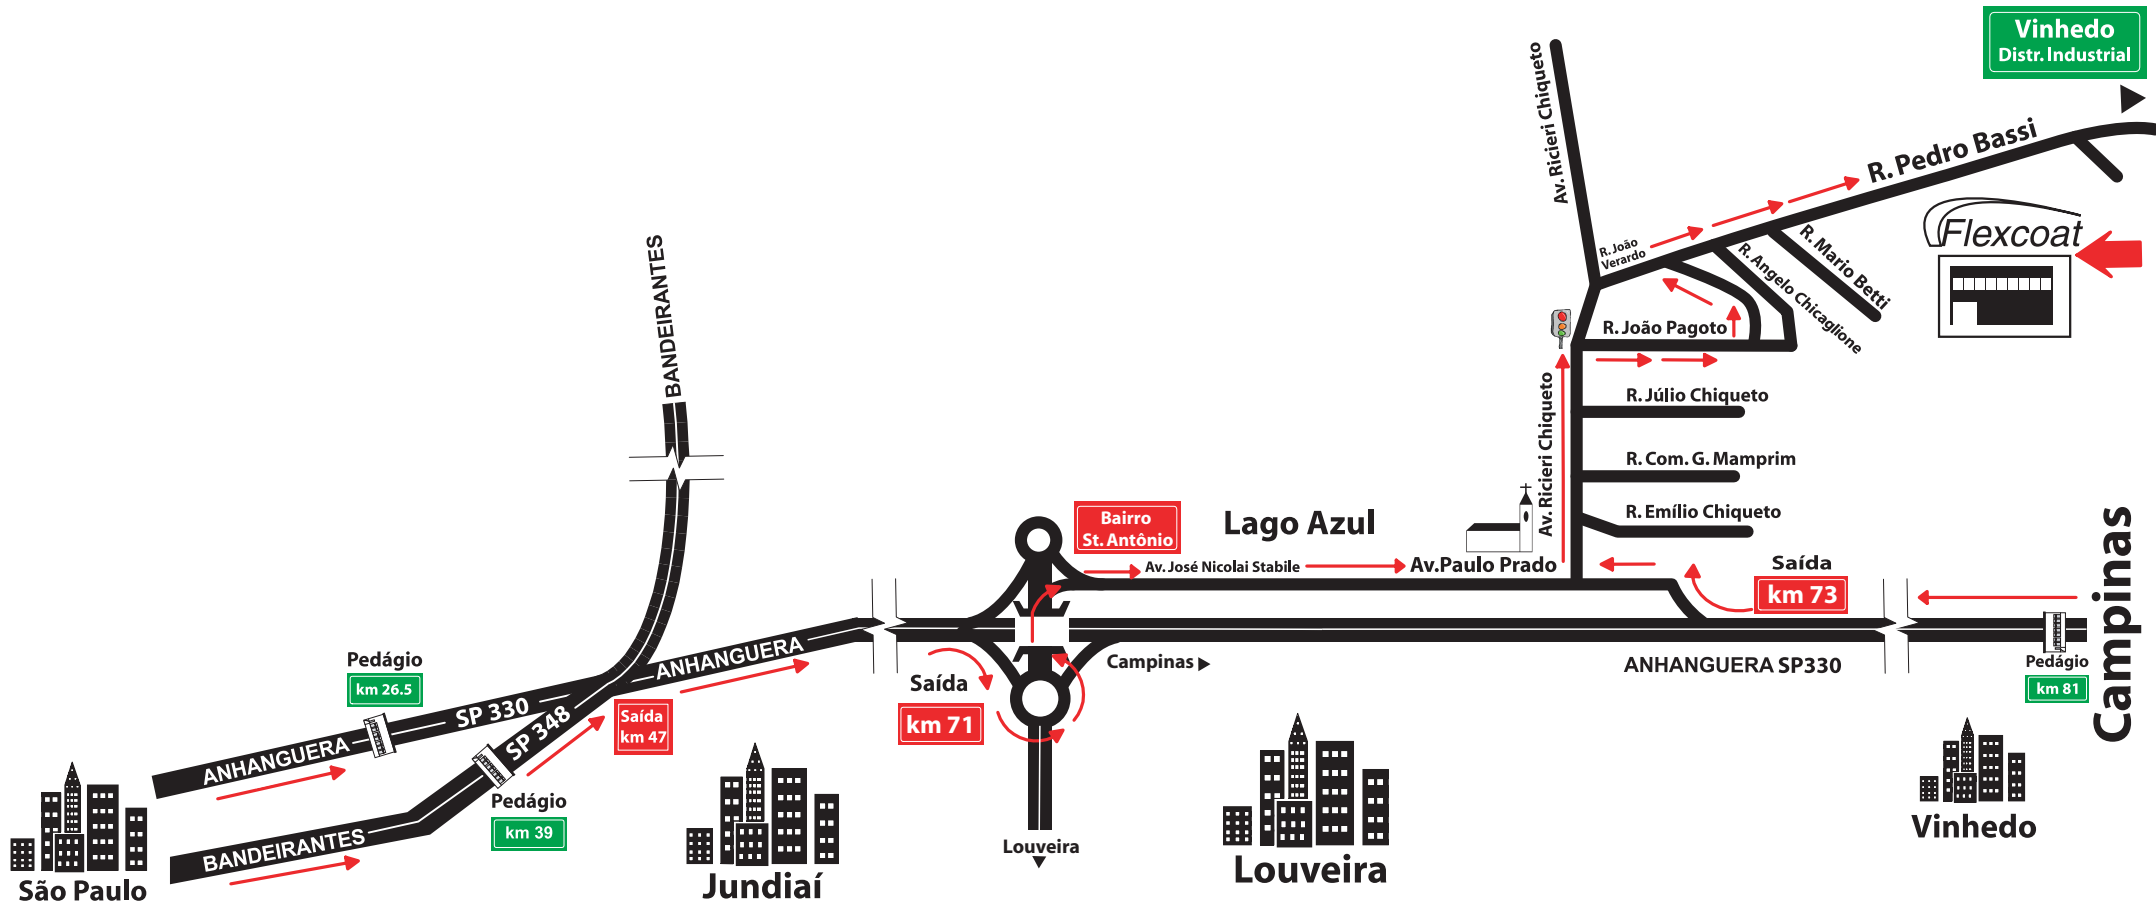 Vinhedo
Distr. Industrial
Av. Ricieri Chiqueto
R. Pedro Bassi
R. João
Verardo
R. Mario Betti
R. Angelo Chicaglione
Flexcoat
BANDEIRANTES
R. João Pagoto
Av. Ricieri Chiqueto
R. Júlio Chiqueto
R. Com. G. Mamprim
R. Emílio Chiqueto
Bairro
St. Antônio
Lago Azul
Av. José Nicolai Stabile
Av.Paulo Prado
Saída
km 73
Campinas
Pedágio
km 81
ANHANGUERA SP330
Campinas
Saída
km 71
ANHANGUERA
Pedágio
km 26.5
SP 330
ANHANGUERA
SP 348
Saída
km 47
Pedágio
km 39
BANDEIRANTES
São Paulo
Jundiaí
Louveira
Louveira
Vinhedo